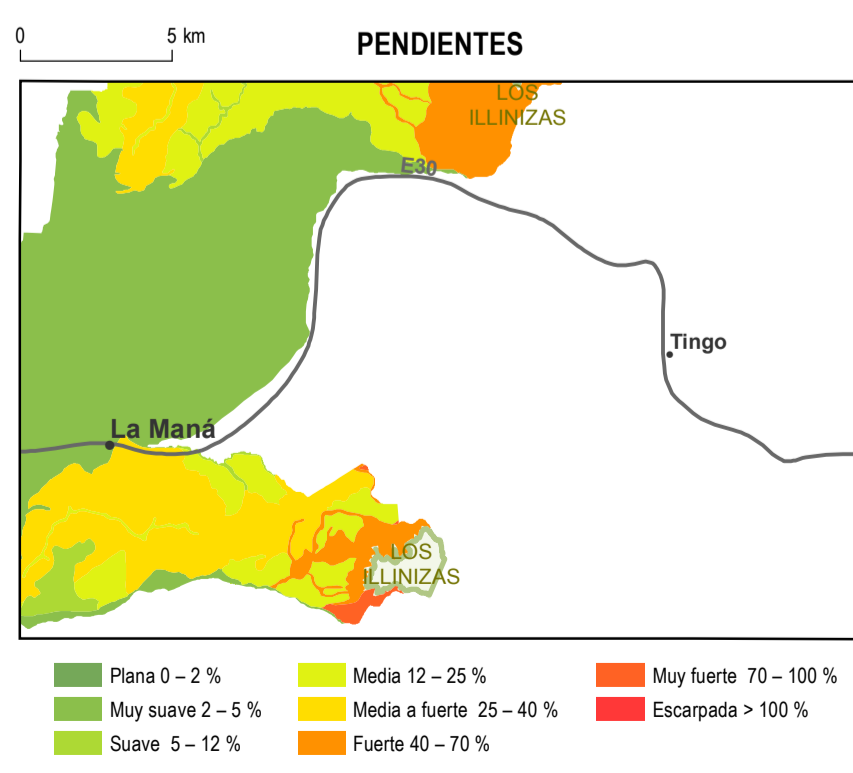 0 5 km
PENDIENTES
LOS
ILLINIZAS
E30
Tingo
La Maná
LOS
ILLINIZAS
Plana 0 – 2 %
Muy suave 2 – 5 %
Suave 5 – 12 %
Media 12 – 25 %
Media a fuerte 25 – 40 %
Fuerte 40 – 70 %
Muy fuerte 70 – 100 %
Escarpada > 100 %